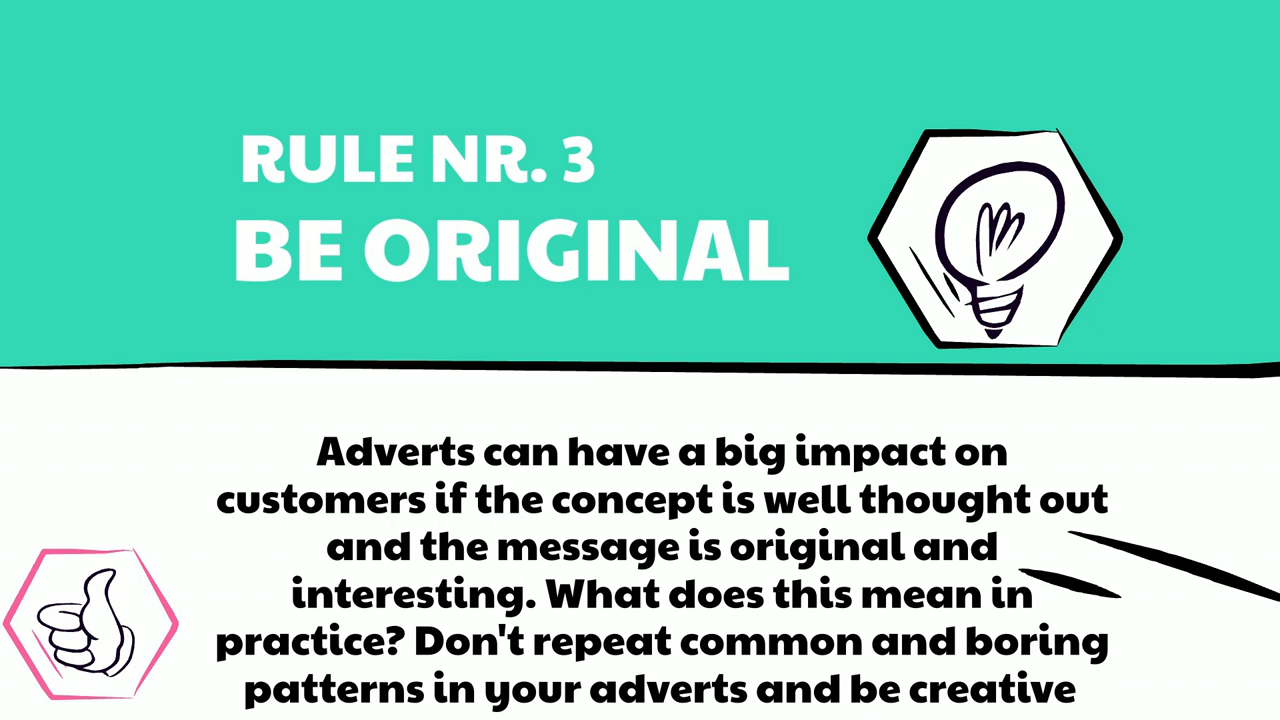 RULE NR. 3
BE ORIGINAL
Adverts can have a big impact on
customers if the concept is well thought out
and the message is original and
interesting. What does this mean in
practice? Don't repeat common and boring
patterns in your adverts and be creative